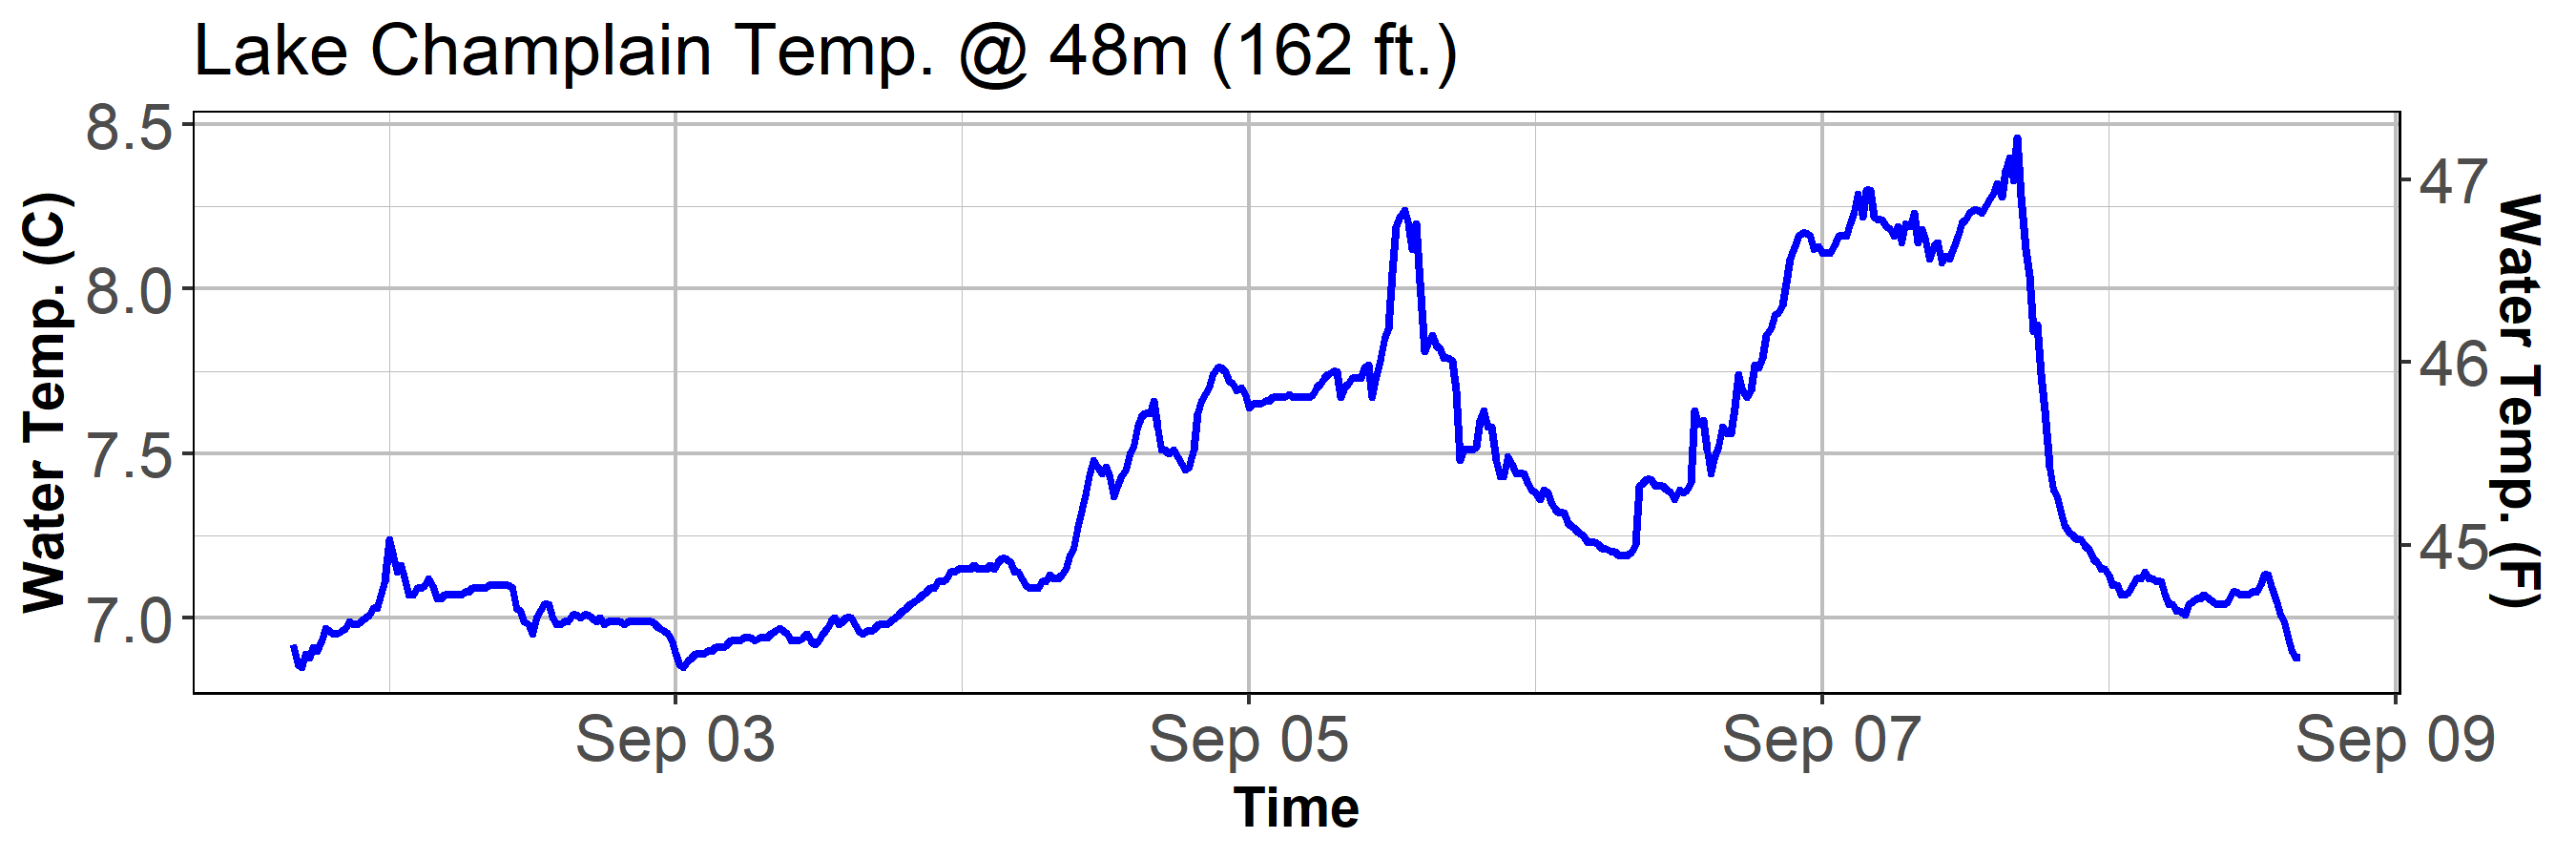 Lake Champlain Temp. @ 48m (162 ft.)
Water Temp. (C)
8.5
8.0
7.5
7.0
47
46
45
Water Temp. (F)
Sep 03 Sep 05 Sep 07 Sep 09
Time